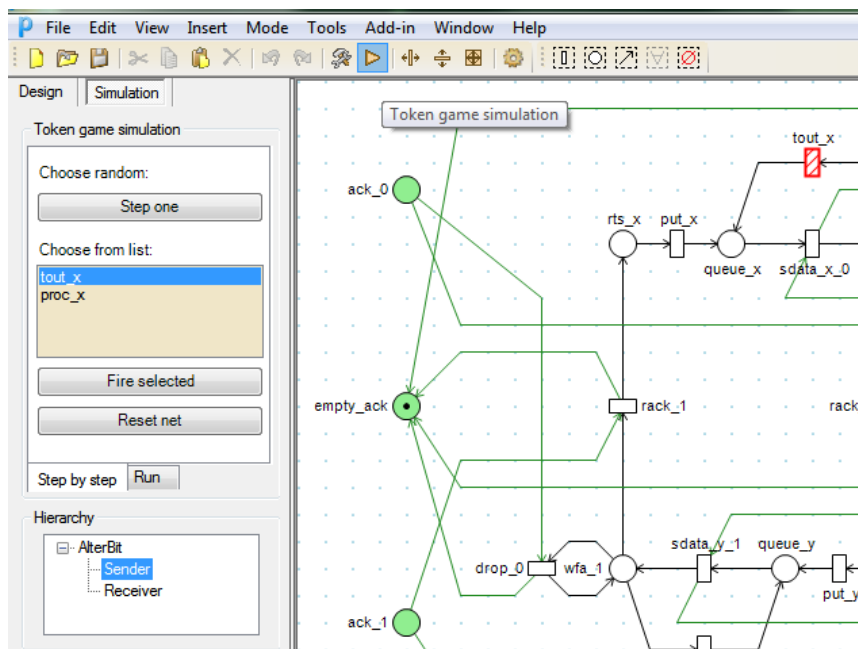 File Edit View Insert Mode Tools Add-in Window Help
Design Simulation
Token game simulation
Token game simulation
Choose random:
Step one
Choose from list:
tout_x
proc_x
Fire selected
Reset net
Step by step Run
Hierarchy
AlterBit
Sender
Receiver
tout_x
ack_0
rts_x put_x
queue_x sdata_x_0
empty_ack
rack_1
rack
sdata_y_1 queue_y
drop_0 wfa_1
put_y
ack_1